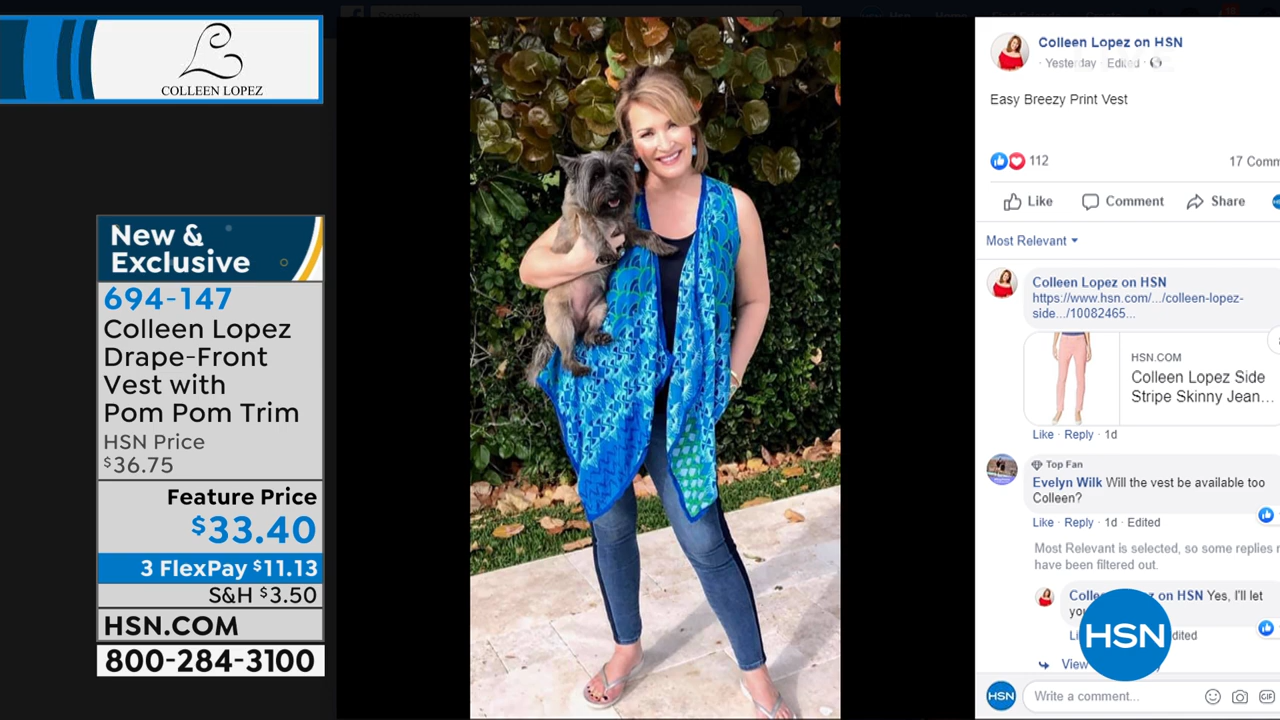 COLLEEN LOPEZ
New &
Exclusive
694-147
Colleen Lopez
Drape-Front
Vest with
Pom Pom Trim
HSN Price
$36.75
Feature Price
$33.40
3 FlexPay $11.13
S&H $3.50
HSN.COM
800-284-3100
Colleen Lopez on HSN
Yesterday · Edited ·
Easy Breezy Print Vest
112
17 Comm
Like Comment Share
Most Relevant
Colleen Lopez on HSN
https://www.hsn.com/.../colleen-lopez-
side.../10082465...
HSN.COM
Colleen Lopez Side
Stripe Skinny Jean...
Like · Reply · 1d
Top Fan
Evelyn Wilk Will the vest be available too
Colleen?
Like · Reply · 1d · Edited
Most Relevant is selected, so some replies
have been filtered out.
on HSN Yes, I'll let
HSN
View
HSN
Write a comment...
GIF